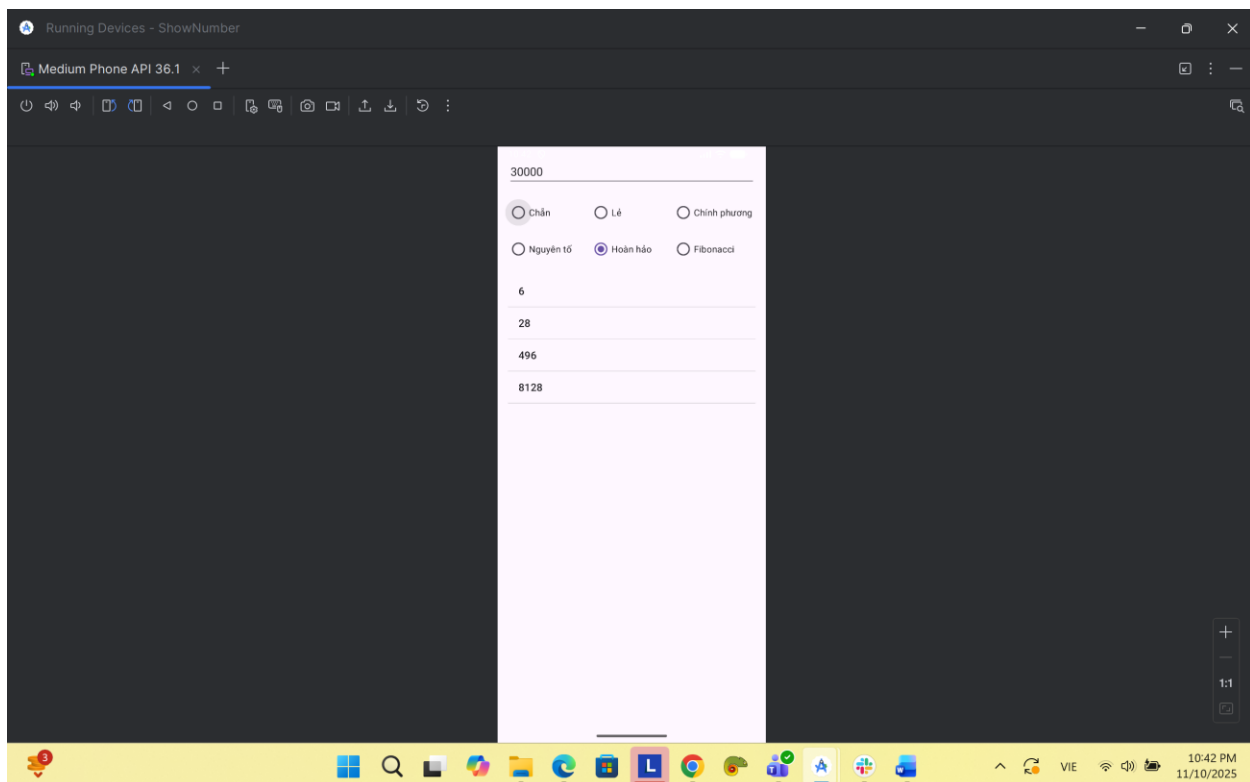 Running Devices - ShowNumber
Medium Phone API 36.1
30000
Chẵn Lẻ Chính phương
Nguyên tố Hoàn hảo Fibonacci
6
28
496
8128
1:1
3
L
VIE
10:42 PM
11/10/2025